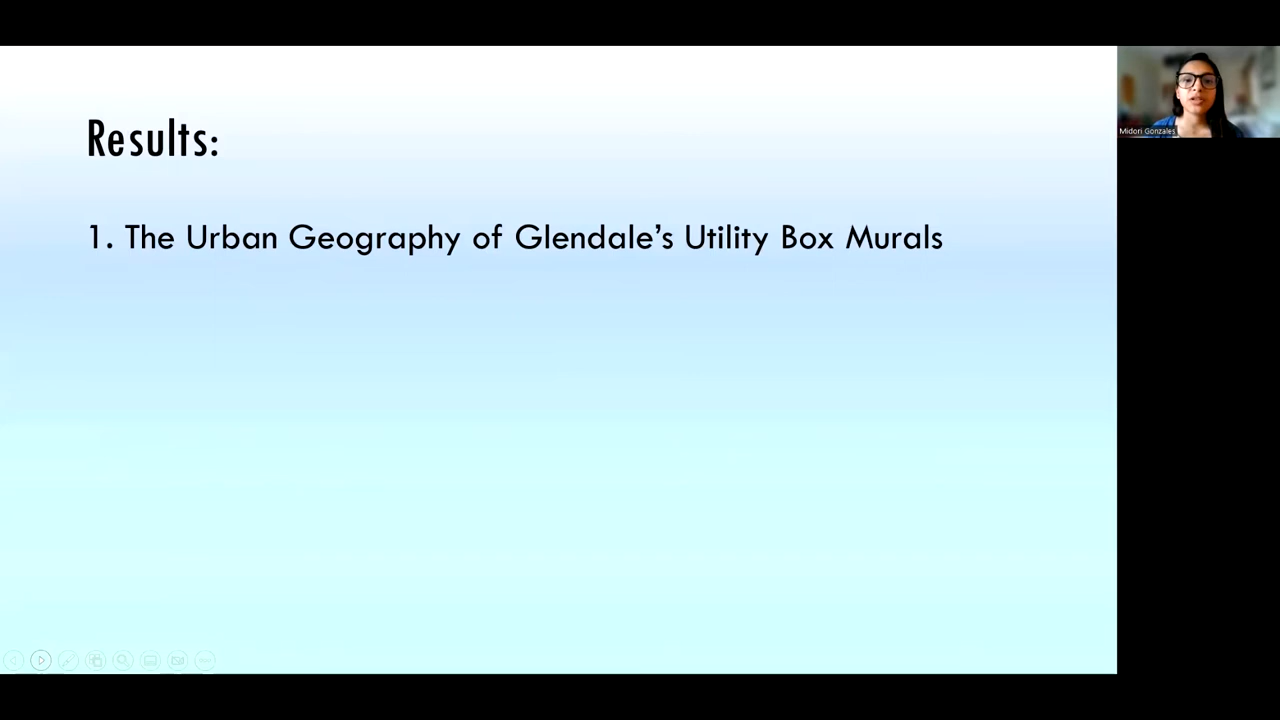 Results:
1. The Urban Geography of Glendale’s Utility Box Murals
Midori Gonzales